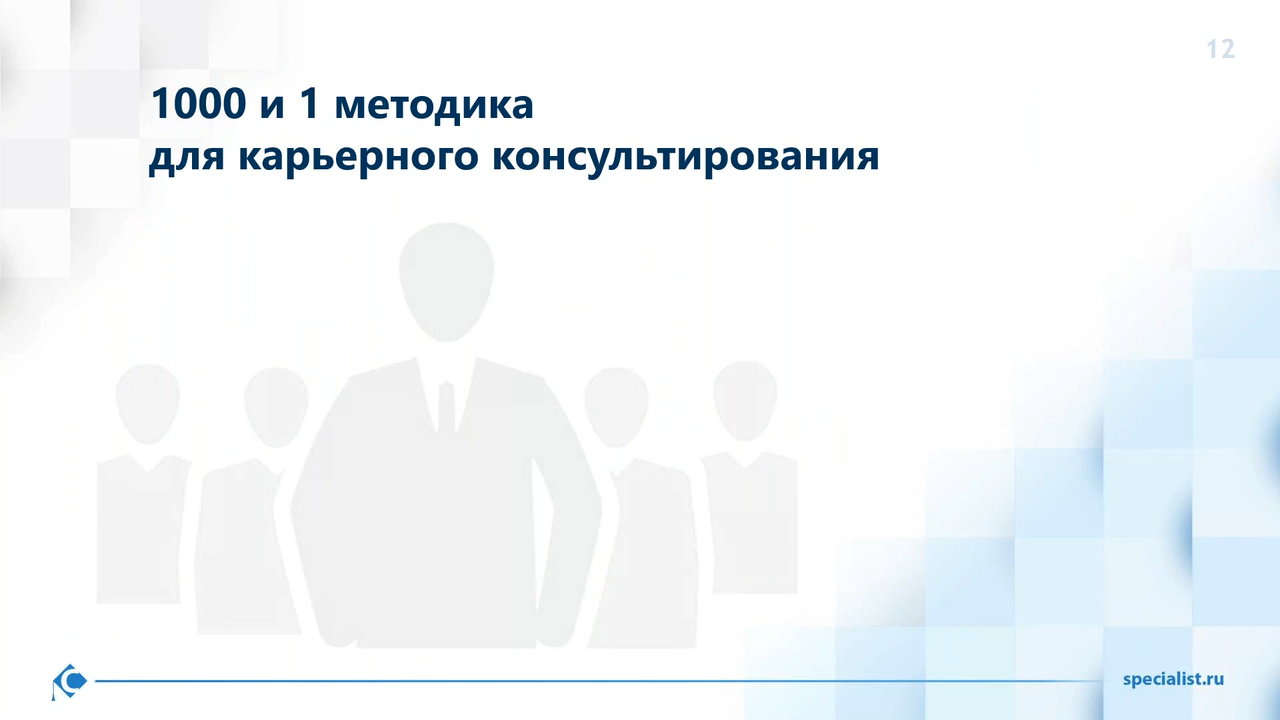 12
1000 и 1 методика
для карьерного консультирования
specialist.ru